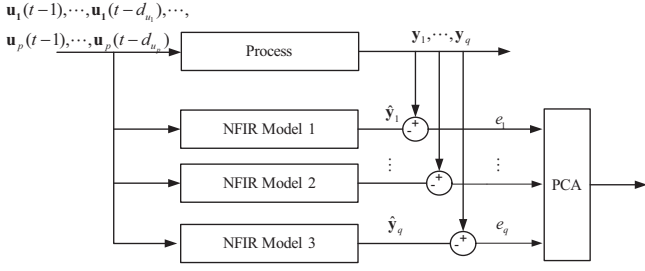 u₁(t−1),⋯,u₁(t−d_{u₁}),⋯,
u_p(t−1),⋯,u_p(t−d_{u_p})
Process
y₁,⋯,y_q
NFIR Model 1
ŷ₁
- +
e₁
NFIR Model 2
⋮
- +
⋮
PCA
NFIR Model 3
ŷ_q
- +
e_q